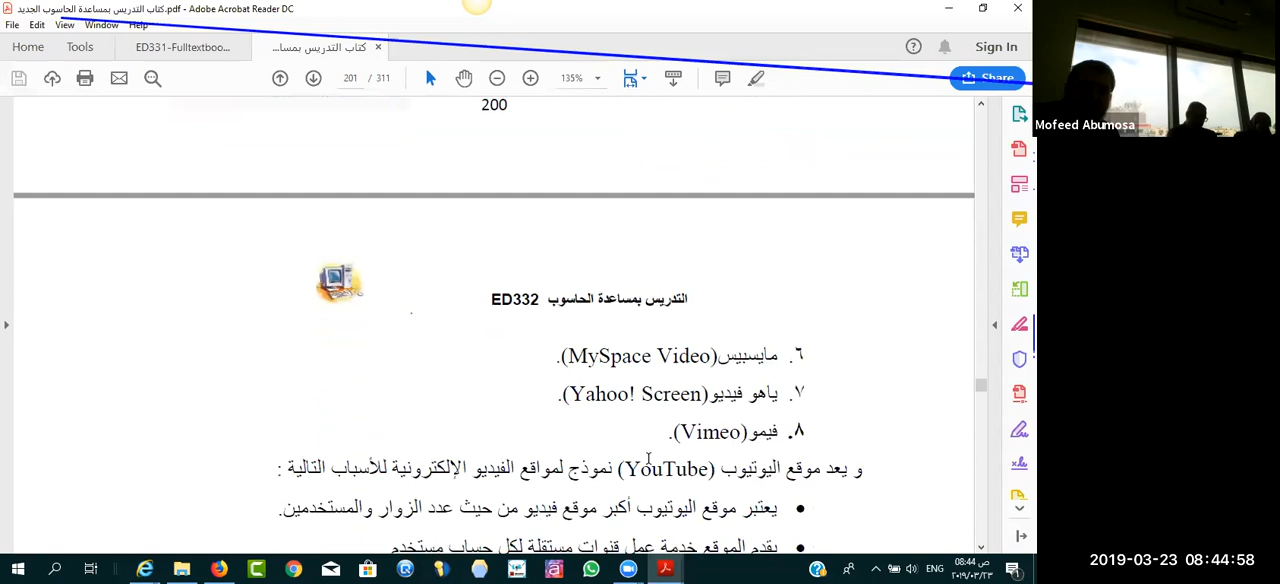 كتاب التدريس بمساعدة الحاسوب الجديد.pdf - Adobe Acrobat Reader DC
File Edit View Window Help
Home Tools ED331-Fulltextboo... كتاب التدريس بمسا... × Sign In
201 / 311 135% Share
200
Mofeed Abumosa
التدريس بمساعدة الحاسوب ED332
٦. مايسبيس(MySpace Video).
٧. ياهو فيديو(Yahoo! Screen).
٨. فيمو(Vimeo).
و يعد موقع اليوتيوب (YouTube) نموذج لمواقع الفيديو الإلكترونية للأسباب التالية :
• يعتبر موقع اليوتيوب أكبر موقع فيديو من حيث عدد الزوار والمستخدمين.
• يقدم الموقع خدمة عمل قنوات مستقلة لكل حساب مستخدم
ENG 08:44 ص
٢٠١٩/٠٣/٢٣
2019-03-23 08:44:58